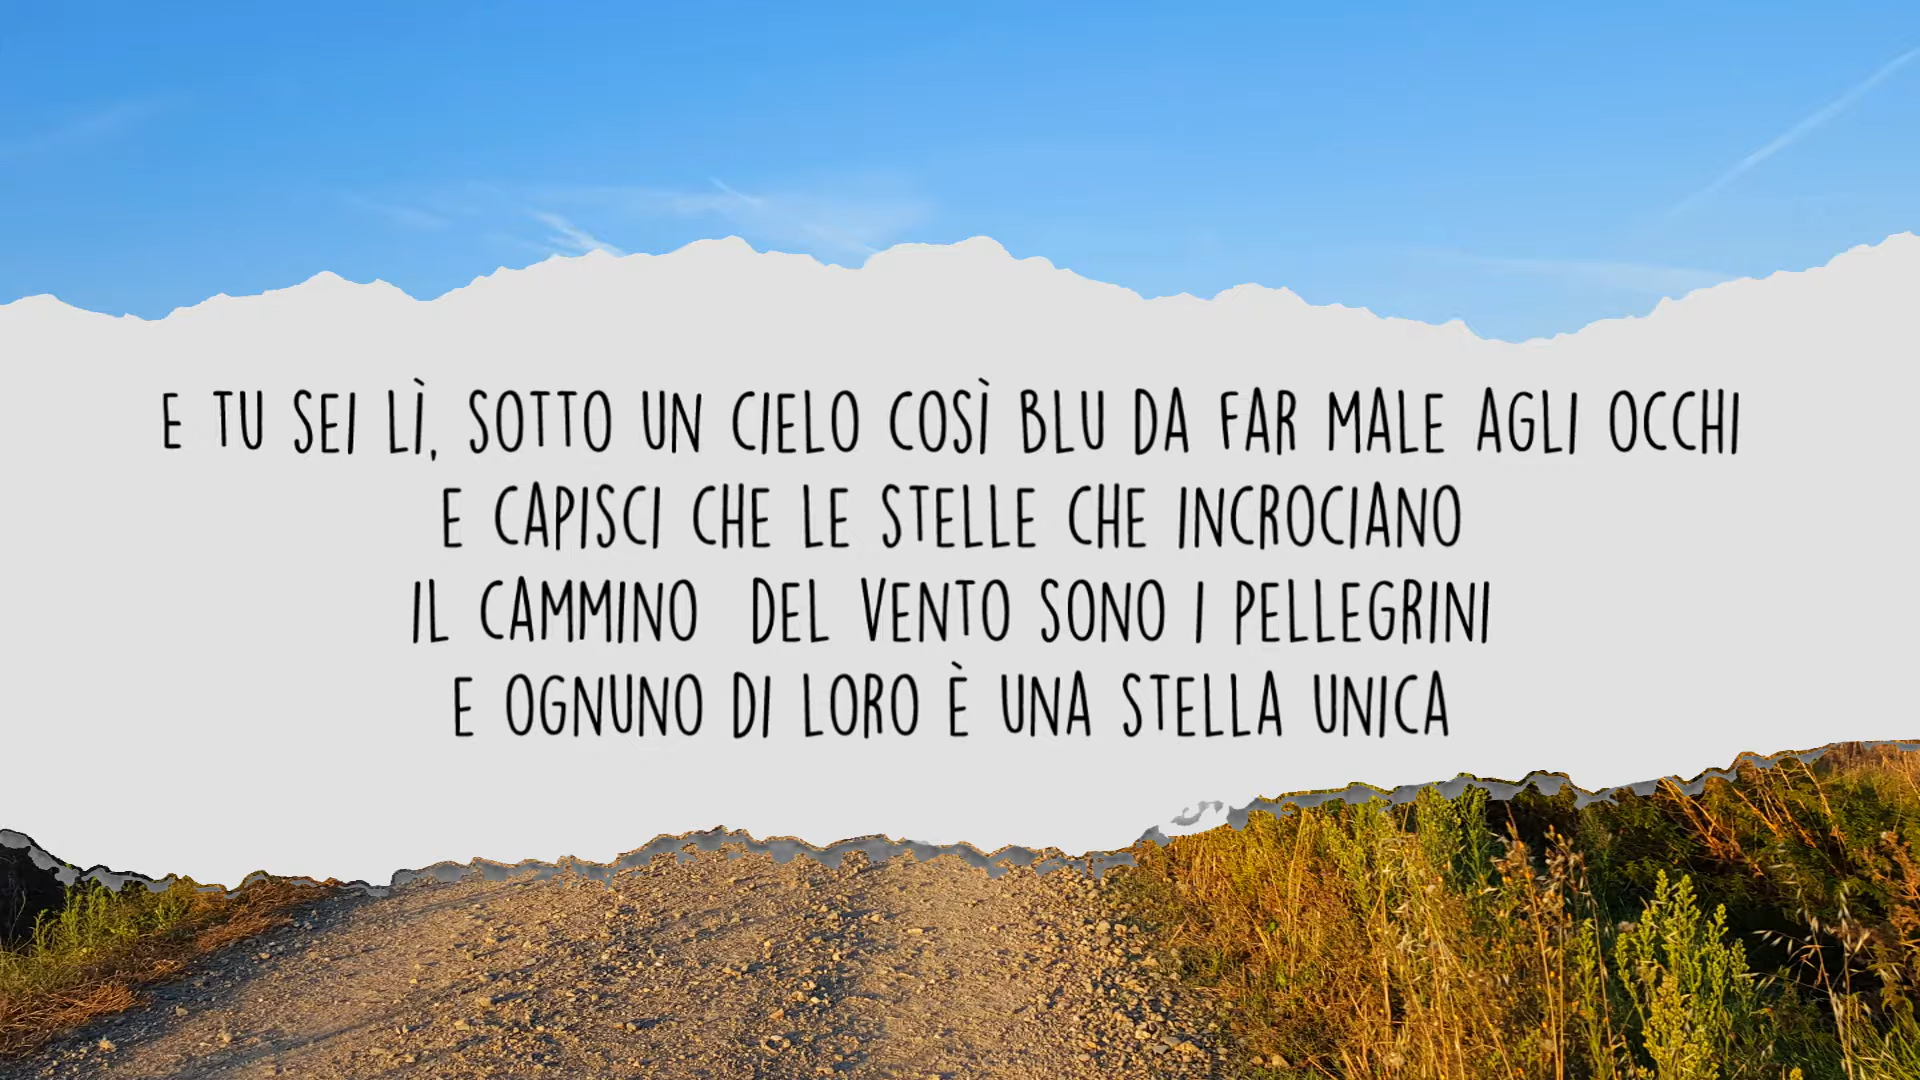 E TU SEI LÌ, SOTTO UN CIELO COSÌ BLU DA FAR MALE AGLI OCCHI
E CAPISCI CHE LE STELLE CHE INCROCIANO
IL CAMMINO DEL VENTO SONO I PELLEGRINI
E OGNUNO DI LORO È UNA STELLA UNICA